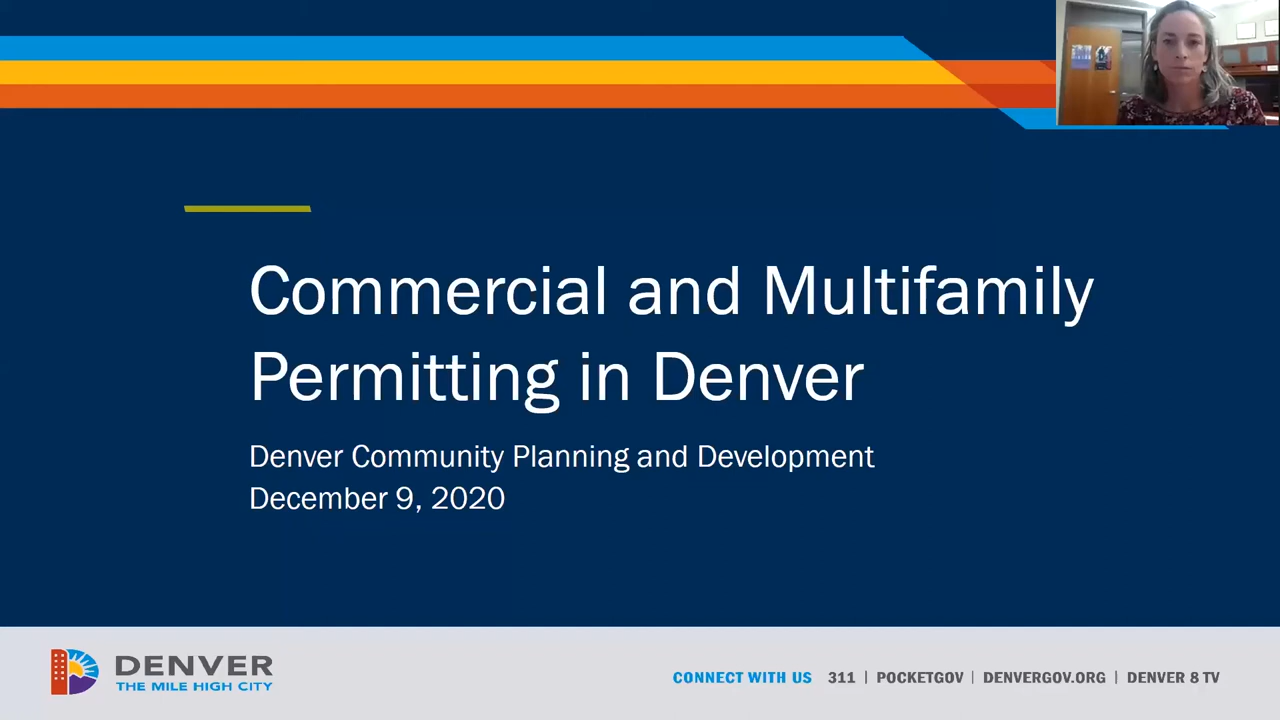 Commercial and Multifamily
Permitting in Denver
Denver Community Planning and Development
December 9, 2020
DENVER
THE MILE HIGH CITY
CONNECT WITH US 311 | POCKETGOV | DENVERGOV.ORG | DENVER 8 TV